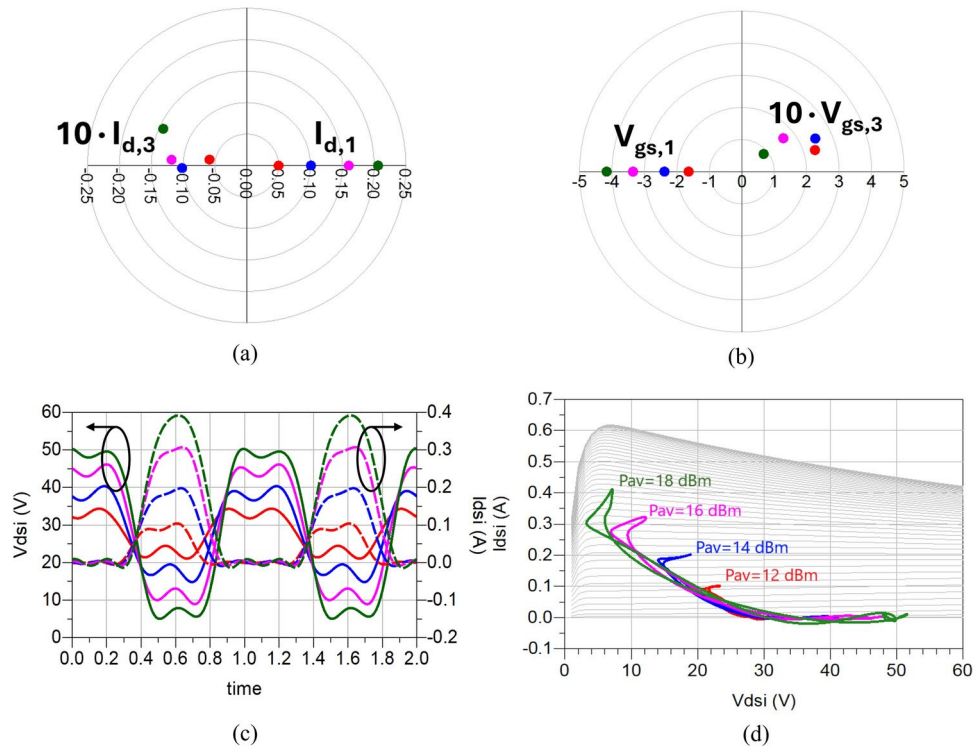 10 · I_d,3
I_d,1
-0.25
-0.20
-0.15
-0.10
-0.05
0.00
0.05
0.10
0.15
0.20
0.25
(a)
10 · V_gs,3
V_gs,1
-5 -4 -3 -2 -1 0 1 2 3 4 5
(b)
60
50
40
30
20
10
0
Vdsi (V)
0.4
0.3
0.2
0.1
0.0
-0.1
-0.2
Idsi (A)
0.0 0.2 0.4 0.6 0.8 1.0 1.2 1.4 1.6 1.8 2.0
time
(c)
0.7
0.6
0.5
0.4
0.3
0.2
0.1
0.0
-0.1
Idsi (A)
Pav=18 dBm
Pav=16 dBm
Pav=14 dBm
Pav=12 dBm
0 10 20 30 40 50 60
Vdsi (V)
(d)